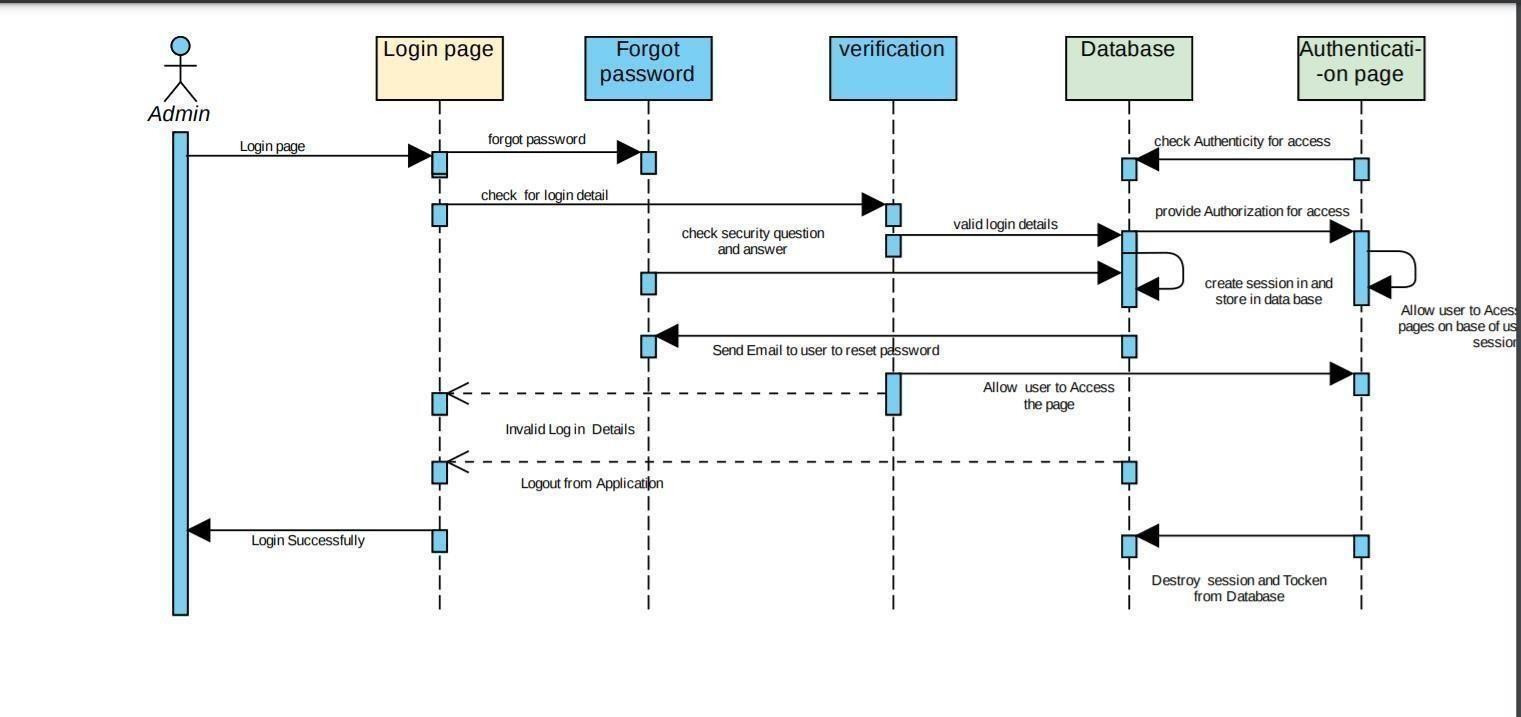 Admin
Login page
Forgot
password
verification
Database
Authenticati-
-on page
Login page
forgot password
check Authenticity for access
check for login detail
provide Authorization for access
valid login details
check security question
and answer
create session in and
store in data base
Allow user to Aces
pages on base of us
session
Send Email to user to reset password
Allow user to Access
the page
Invalid Log in Details
Logout from Application
Login Successfully
Destroy session and Tocken
from Database